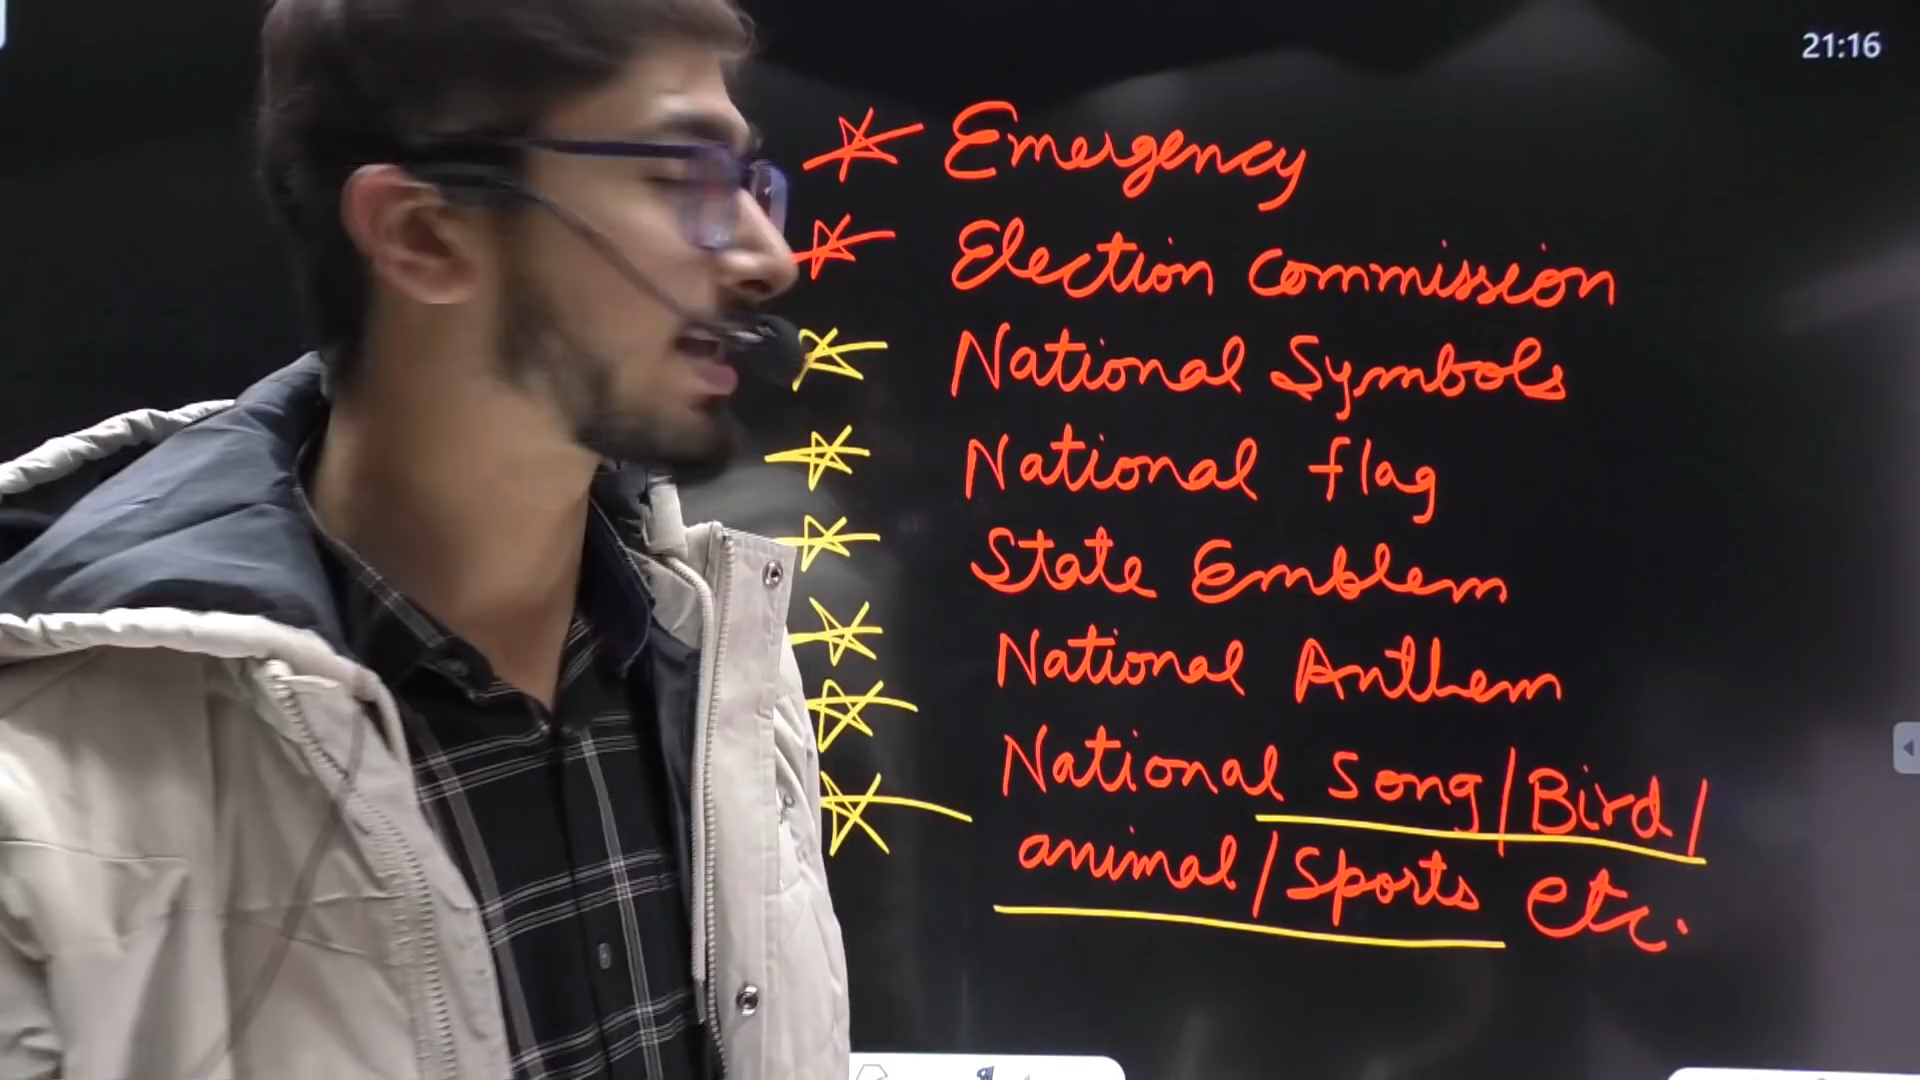 21:16
Emergency
Election Commission
National Symbols
National flag
State Emblem
National Anthem
National Song/Bird/
animal/Sports etc.